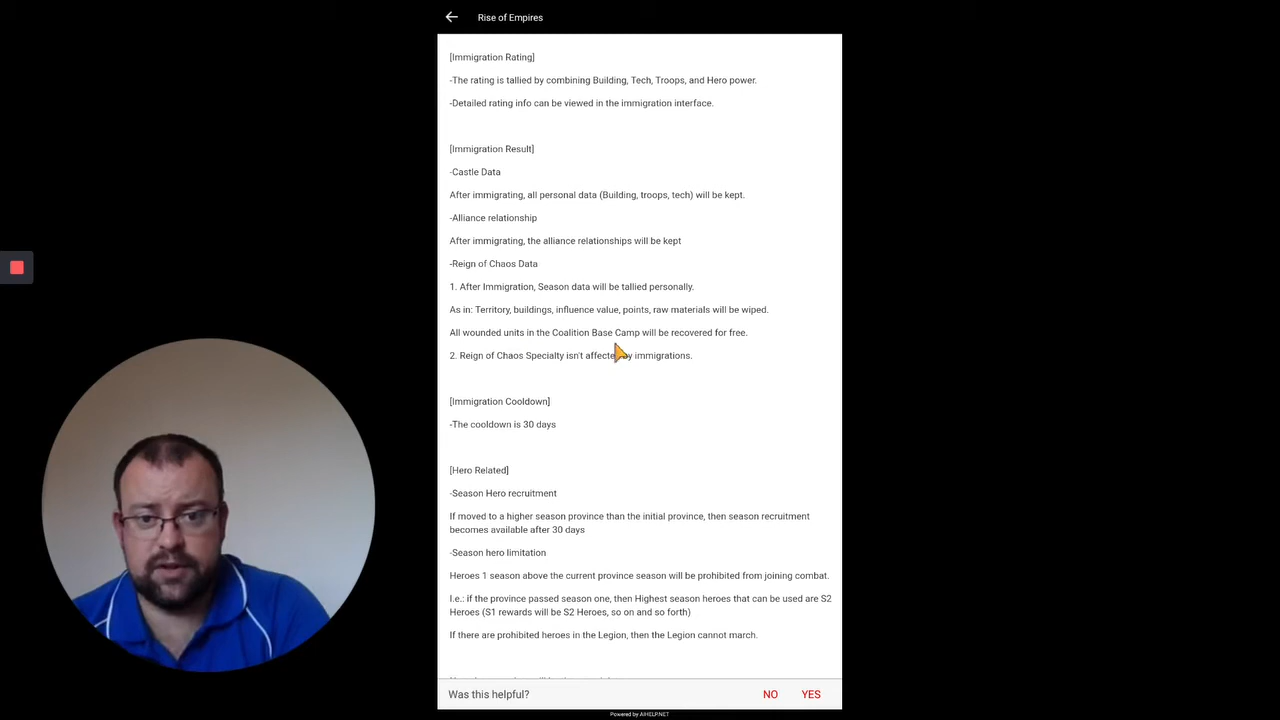 Rise of Empires
[Immigration Rating]
-The rating is tallied by combining Building, Tech, Troops, and Hero power.
-Detailed rating info can be viewed in the immigration interface.
[Immigration Result]
-Castle Data
After immigrating, all personal data (Building, troops, tech) will be kept.
-Alliance relationship
After immigrating, the alliance relationships will be kept
-Reign of Chaos Data
1. After Immigration, Season data will be tallied personally.
As in: Territory, buildings, influence value, points, raw materials will be wiped.
All wounded units in the Coalition Base Camp will be recovered for free.
2. Reign of Chaos Specialty isn't affected by immigrations.
[Immigration Cooldown]
-The cooldown is 30 days
[Hero Related]
-Season Hero recruitment
If moved to a higher season province than the initial province, then season recruitment
becomes available after 30 days
-Season hero limitation
Heroes 1 season above the current province season will be prohibited from joining combat.
I.e.: if the province passed season one, then Highest season heroes that can be used are S2
Heroes (S1 rewards will be S2 Heroes, so on and so forth)
If there are prohibited heroes in the Legion, then the Legion cannot march.
Was this helpful?
NO
YES
Powered by AIHELP.NET